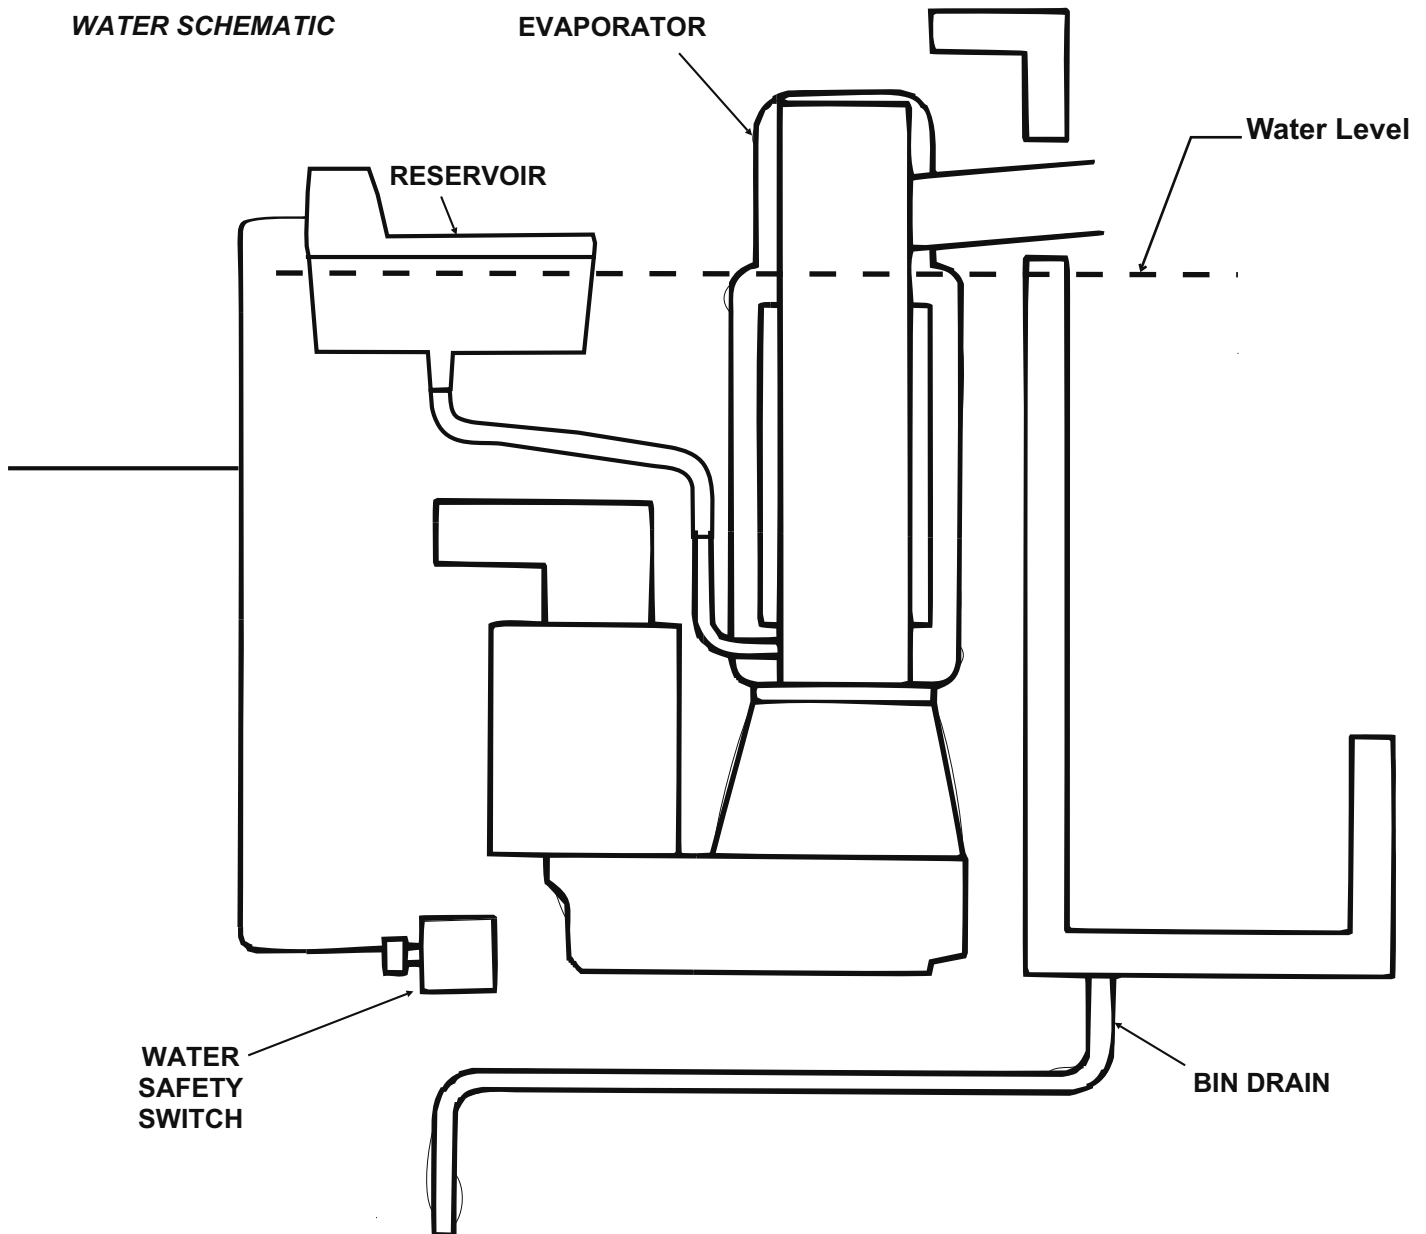 WATER SCHEMATIC
EVAPORATOR
Water Level
RESERVOIR
WATER
SAFETY
SWITCH
BIN DRAIN